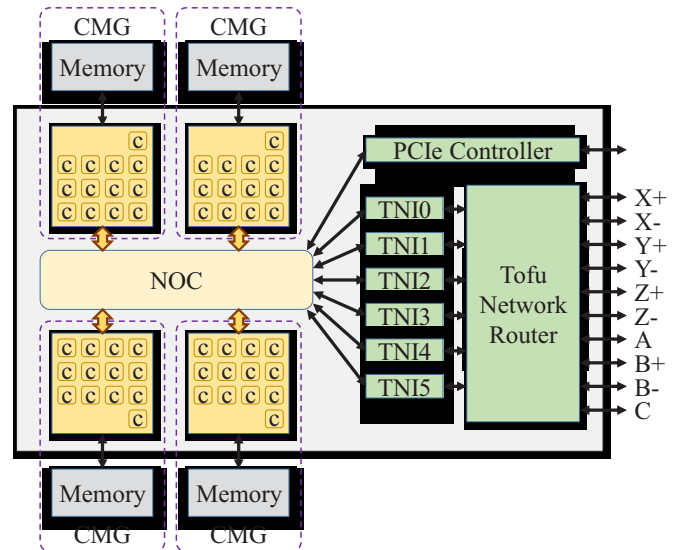 CMG CMG
Memory Memory
c c
c c c c c c c c
c c c c c c c c
c c c c c c c c
PCIe Controller
NOC
TNI0
TNI1
TNI2
TNI3
TNI4
TNI5
Tofu
Network
Router
X+
X-
Y+
Y-
Z+
Z-
A
B+
B-
C
c c c c c c c c
c c c c c c c c
c c c c c c c c
c c
Memory Memory
CMG CMG